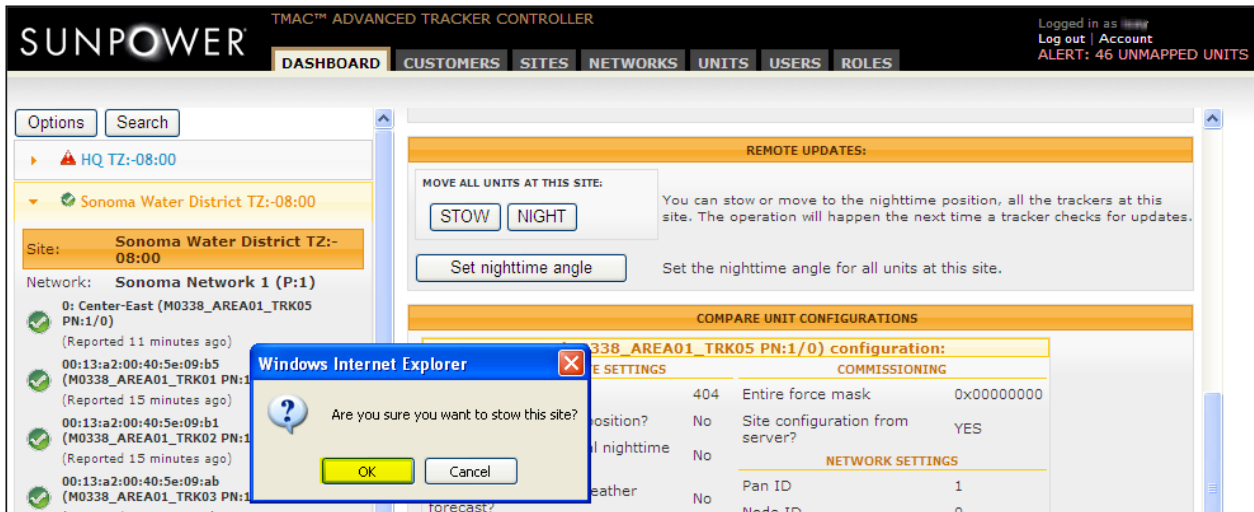 SUNPOWER
TMAC™ ADVANCED TRACKER CONTROLLER
Logged in as
Log out | Account
ALERT: 46 UNMAPPED UNITS
DASHBOARD CUSTOMERS SITES NETWORKS UNITS USERS ROLES
Options Search
HQ TZ:-08:00
Sonoma Water District TZ:-08:00
Site: Sonoma Water District TZ:-
08:00
Network: Sonoma Network 1 (P:1)
0: Center-East (M0338_AREA01_TRK05
PN:1/0)
(Reported 11 minutes ago)
00:13:a2:00:40:5e:09:b5
(M0338_AREA01_TRK01 PN:1
(Reported 15 minutes ago)
00:13:a2:00:40:5e:09:b1
(M0338_AREA01_TRK02 PN:1
(Reported 15 minutes ago)
00:13:a2:00:40:5e:09:ab
(M0338_AREA01_TRK03 PN:1
REMOTE UPDATES:
MOVE ALL UNITS AT THIS SITE:
STOW NIGHT
You can stow or move to the nighttime position, all the trackers at this
site. The operation will happen the next time a tracker checks for updates.
Set nighttime angle
Set the nighttime angle for all units at this site.
COMPARE UNIT CONFIGURATIONS
338_AREA01_TRK05 PN:1/0) configuration:
E SETTINGS
404
position? No
al nighttime
No
eather
forecast? No
COMMISSIONING
Entire force mask 0x00000000
Site configuration from
server? YES
NETWORK SETTINGS
Pan ID 1
Node ID 0
Windows Internet Explorer
Are you sure you want to stow this site?
OK Cancel